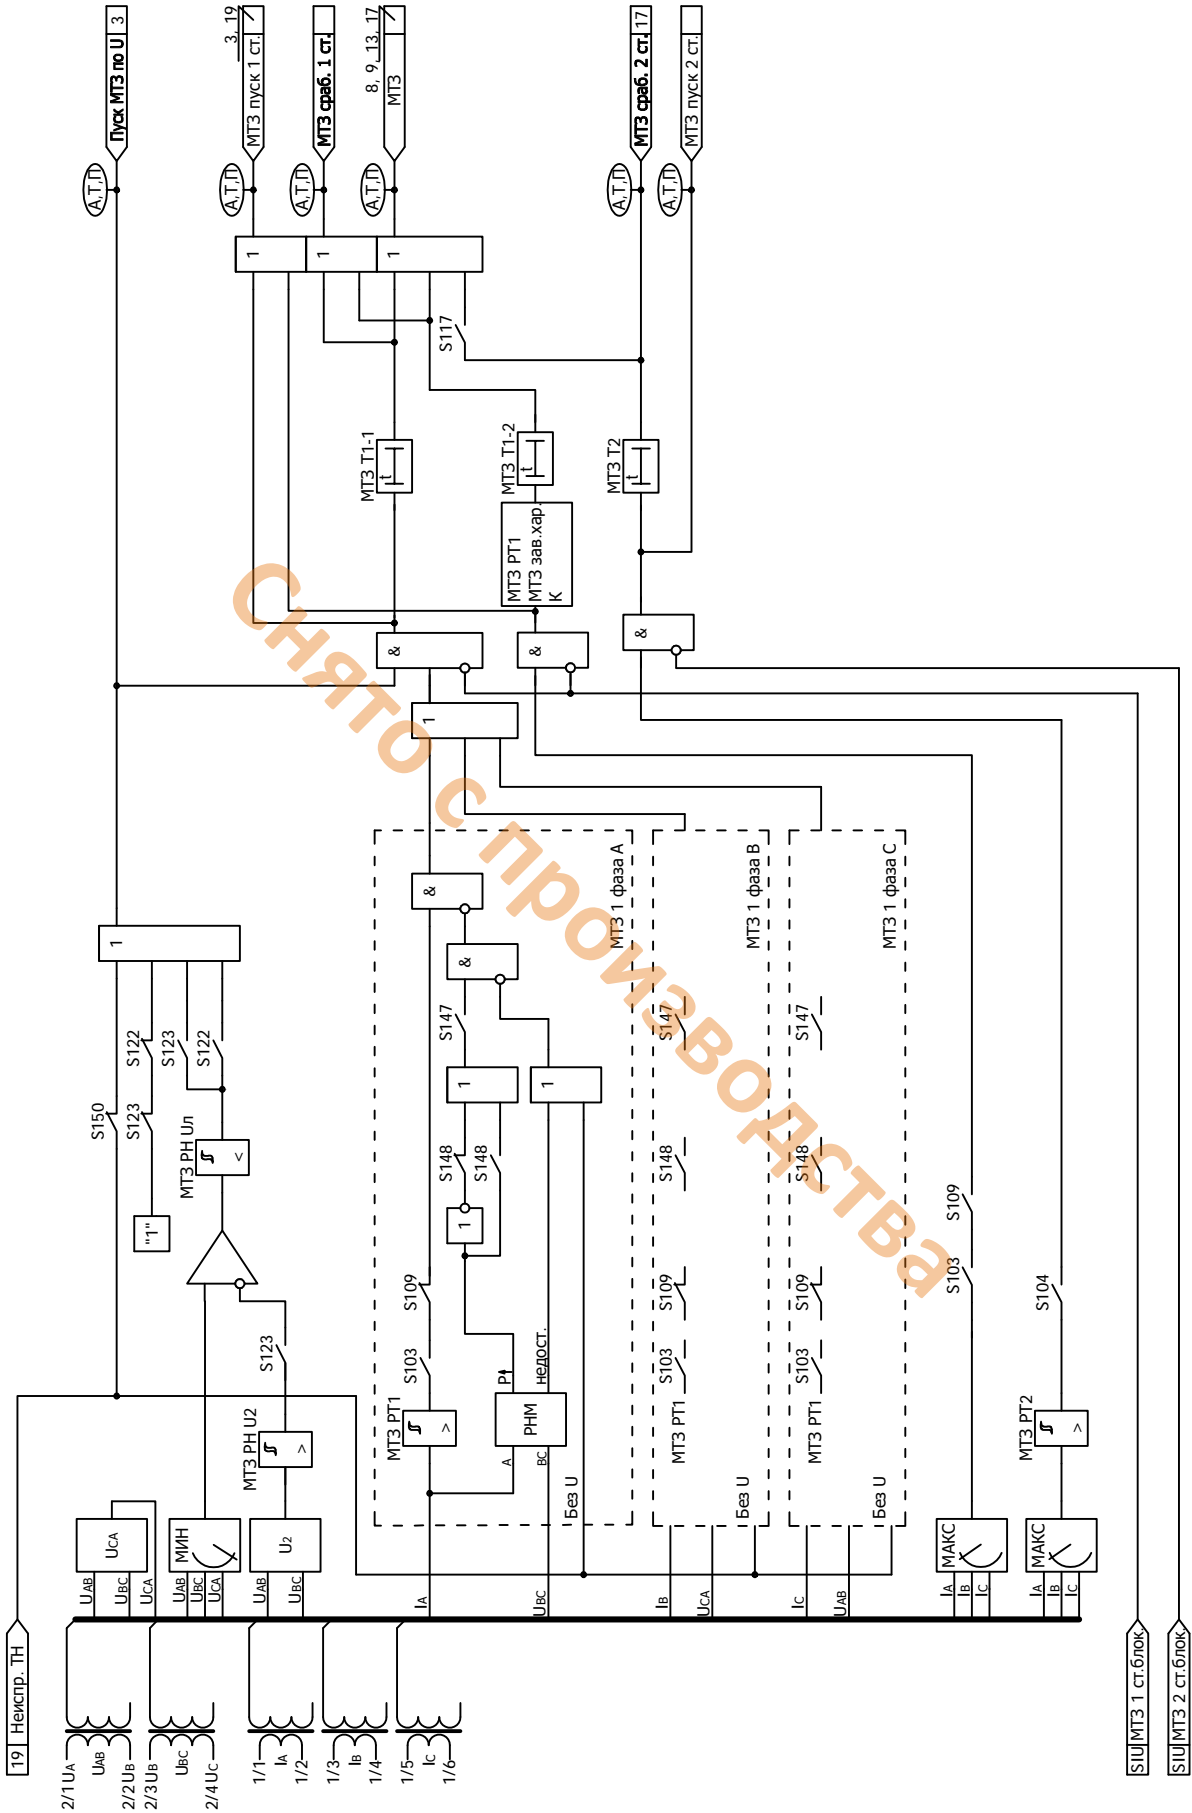 19 Неиспр. ТН
2/1 UA
UAB
2/2 UB
2/3 UB
UBC
2/4 UC
1/1
IA
1/2
1/3
IB
1/4
1/5
IC
1/6
UAB
UBC
UCA
UCA
UAB
UBC
UCA
МИН
UAB
UBC
U2
МТЗ РН U2
S123
МТЗ РН Uл
<
>
"1"
S150
S123
S122
S123
S122
1
Пуск МТЗ по U 3
А,Т,П
IA
UBC
МТЗ РТ1
>
S103
S109
А
ВС
РНМ
Р
недост.
1
S148
S148
1
1
S147
&
&
Без U
МТЗ 1 фаза А
IB
UCA
МТЗ РТ1
S103
S109
S148
S147
Без U
МТЗ 1 фаза В
IC
UAB
МТЗ РТ1
S103
S109
S148
S147
Без U
МТЗ 1 фаза С
1
&
&
&
МТЗ Т1-1
t
МТЗ РТ1
МТЗ зав.хар.
К
МТЗ Т1-2
t
МТЗ Т2
t
S117
1
1
1
А,Т,П
А,Т,П
А,Т,П
А,Т,П
А,Т,П
3, 19
МТЗ пуск 1 ст.
МТЗ сраб. 1 ст.
8, 9, 13, 17
МТЗ
МТЗ сраб. 2 ст. 17
МТЗ пуск 2 ст.
IA
IB
IC
МАКС
S103
S109
IA
IB
IC
МАКС
МТЗ РТ2
>
S104
SIU МТЗ 1 ст.блок.
SIU МТЗ 2 ст.блок.
Снято с производства